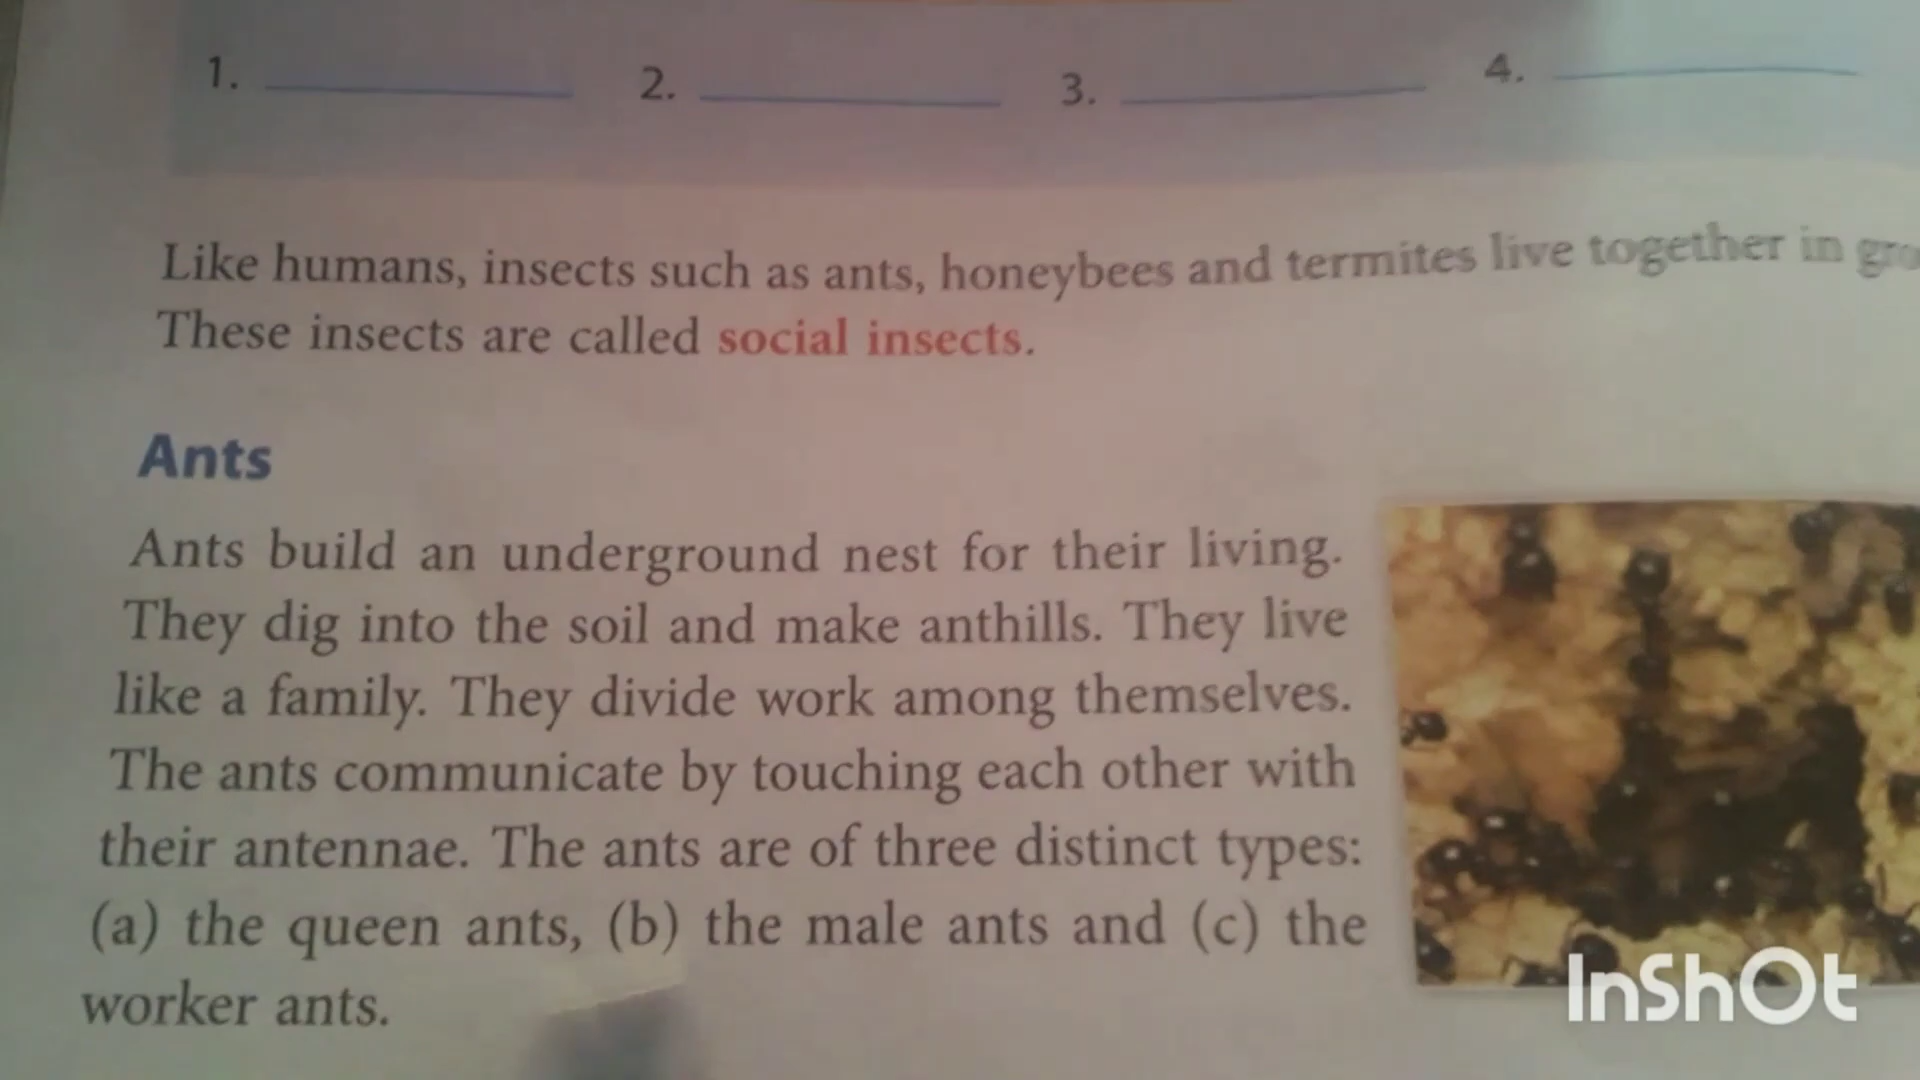 1. 2. 3. 4.
Like humans, insects such as ants, honeybees and termites live together in
These insects are called social insects.
Ants
Ants build an underground nest for their living.
They dig into the soil and make anthills. They live
like a family. They divide work among themselves.
The ants communicate by touching each other with
their antennae. The ants are of three distinct types:
(a) the queen ants, (b) the male ants and (c) the
worker ants.
InShOt